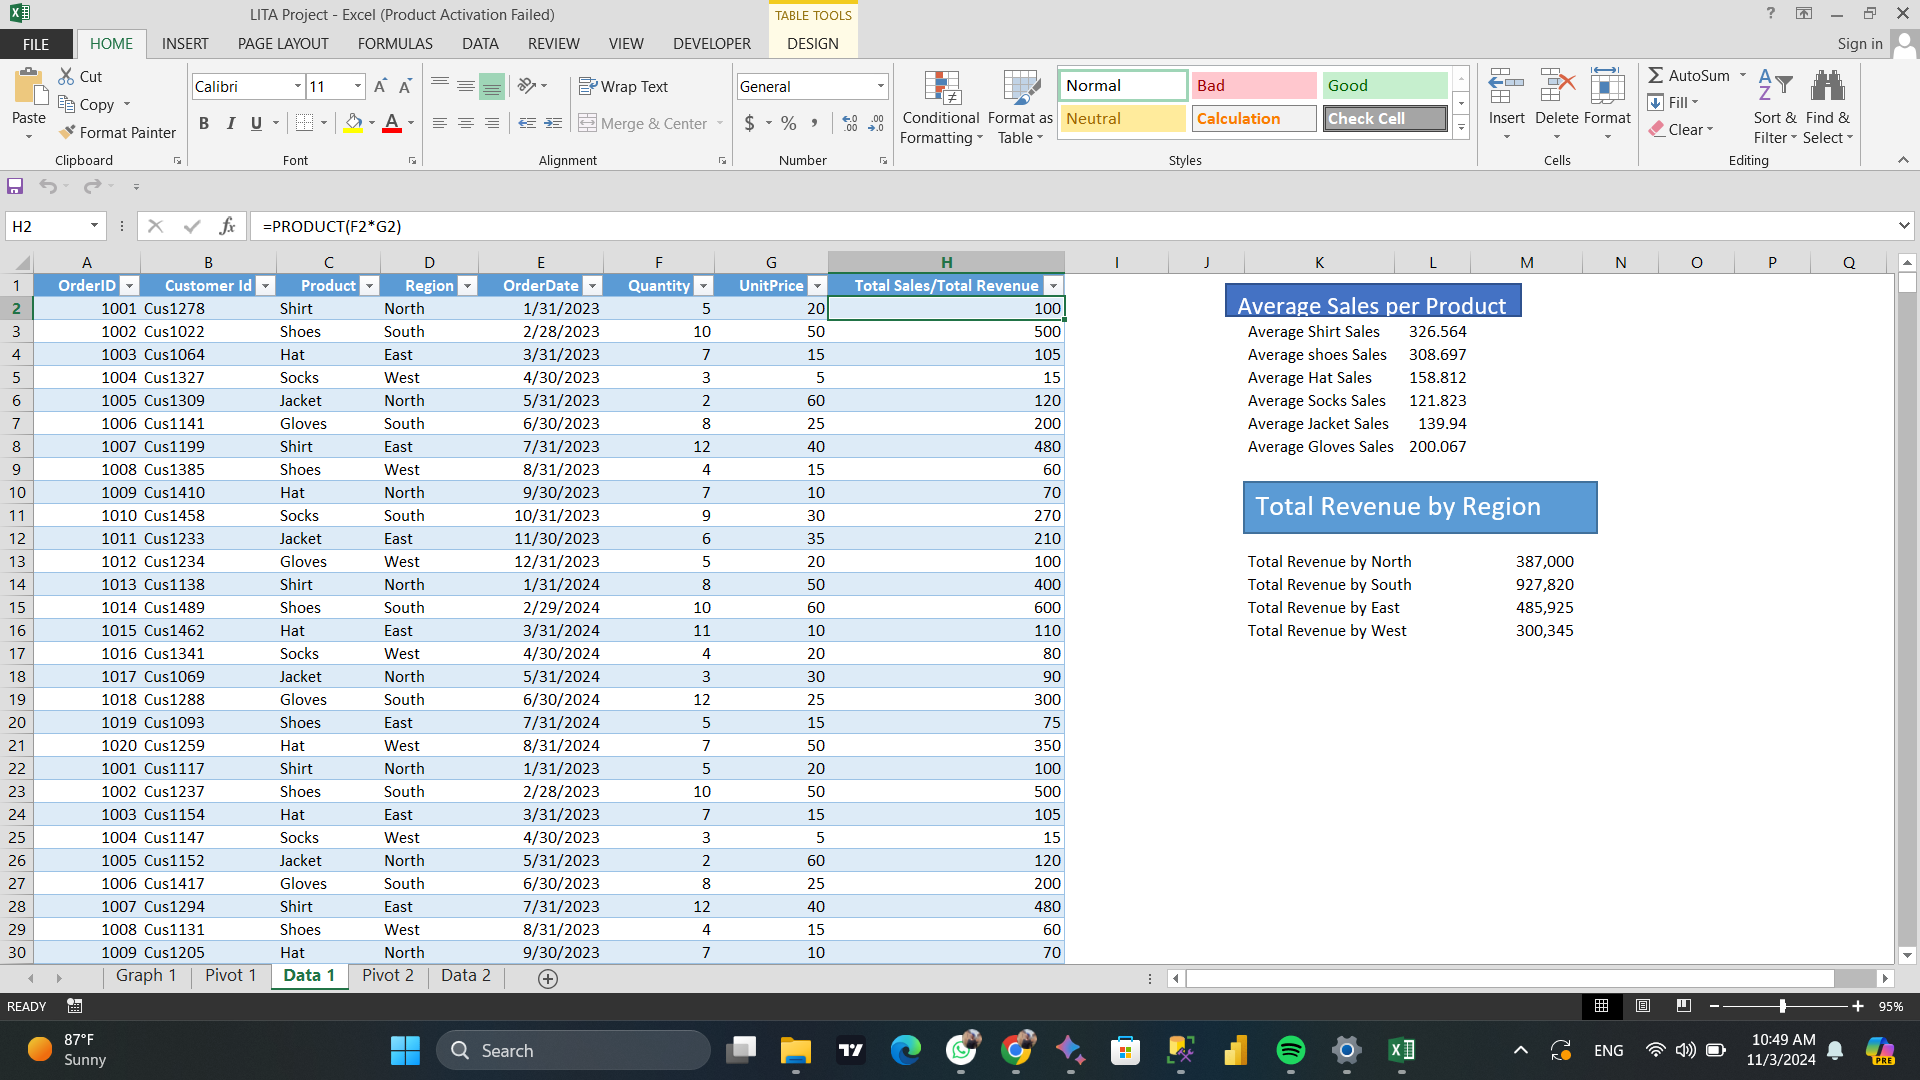 LITA Project - Excel (Product Activation Failed)
TABLE TOOLS
FILE HOME INSERT PAGE LAYOUT FORMULAS DATA REVIEW VIEW DEVELOPER DESIGN Sign in
Paste Cut Copy Format Painter Clipboard
Calibri 11 B I U A Font
Wrap Text Merge & Center Alignment
General $ % , Number
Conditional Formatting Format as Table
Normal Bad Good
Neutral Calculation Check Cell
Styles
Insert Delete Format Cells
AutoSum Fill Clear Sort & Filter Find & Select Editing
H2 fx =PRODUCT(F2*G2)
A B C D E F G H I J K L M N O P Q
1 OrderID Customer Id Product Region OrderDate Quantity UnitPrice Total Sales/Total Revenue
2 1001 Cus1278 Shirt North 1/31/2023 5 20 100
3 1002 Cus1022 Shoes South 2/28/2023 10 50 500
4 1003 Cus1064 Hat East 3/31/2023 7 15 105
5 1004 Cus1327 Socks West 4/30/2023 3 5 15
6 1005 Cus1309 Jacket North 5/31/2023 2 60 120
7 1006 Cus1141 Gloves South 6/30/2023 8 25 200
8 1007 Cus1199 Shirt East 7/31/2023 12 40 480
9 1008 Cus1385 Shoes West 8/31/2023 4 15 60
10 1009 Cus1410 Hat North 9/30/2023 7 10 70
11 1010 Cus1458 Socks South 10/31/2023 9 30 270
12 1011 Cus1233 Jacket East 11/30/2023 6 35 210
13 1012 Cus1234 Gloves West 12/31/2023 5 20 100
14 1013 Cus1138 Shirt North 1/31/2024 8 50 400
15 1014 Cus1489 Shoes South 2/29/2024 10 60 600
16 1015 Cus1462 Hat East 3/31/2024 11 10 110
17 1016 Cus1341 Socks West 4/30/2024 4 20 80
18 1017 Cus1069 Jacket North 5/31/2024 3 30 90
19 1018 Cus1288 Gloves South 6/30/2024 12 25 300
20 1019 Cus1093 Shoes East 7/31/2024 5 15 75
21 1020 Cus1259 Hat West 8/31/2024 7 50 350
22 1001 Cus1117 Shirt North 1/31/2023 5 20 100
23 1002 Cus1237 Shoes South 2/28/2023 10 50 500
24 1003 Cus1154 Hat East 3/31/2023 7 15 105
25 1004 Cus1147 Socks West 4/30/2023 3 5 15
26 1005 Cus1152 Jacket North 5/31/2023 2 60 120
27 1006 Cus1417 Gloves South 6/30/2023 8 25 200
28 1007 Cus1294 Shirt East 7/31/2023 12 40 480
29 1008 Cus1131 Shoes West 8/31/2023 4 15 60
30 1009 Cus1205 Hat North 9/30/2023 7 10 70
Average Sales per Product
Average Shirt Sales 326.564
Average shoes Sales 308.697
Average Hat Sales 158.812
Average Socks Sales 121.823
Average Jacket Sales 139.94
Average Gloves Sales 200.067
Total Revenue by Region
Total Revenue by North 387,000
Total Revenue by South 927,820
Total Revenue by East 485,925
Total Revenue by West 300,345
Graph 1 Pivot 1 Data 1 Pivot 2 Data 2
READY 95%
87°F
Sunny
Search
ENG
10:49 AM
11/3/2024
PRE